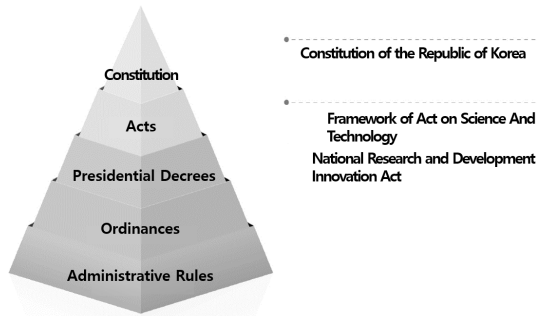 Constitution
Constitution of the Republic of Korea
Acts
Framework of Act on Science And
Technology
National Research and Development
Innovation Act
Presidential Decrees
Ordinances
Administrative Rules